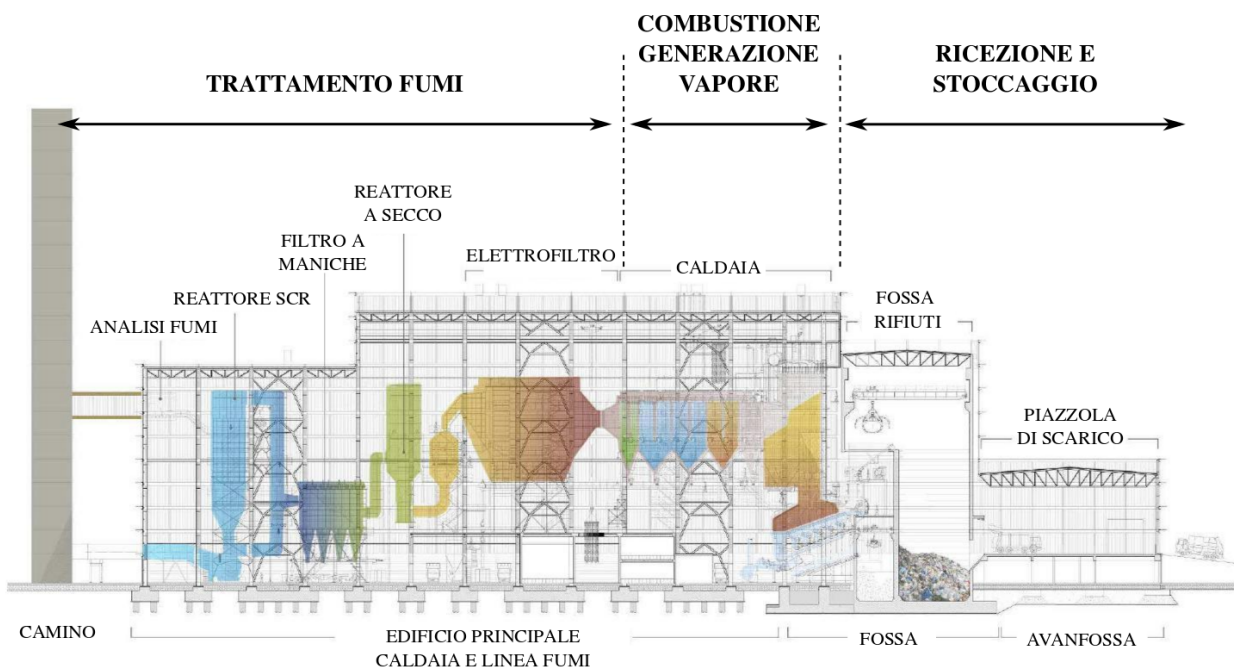 COMBUSTIONE
GENERAZIONE
VAPORE
TRATTAMENTO FUMI
RICEZIONE E
STOCCAGGIO
REATTORE
A SECCO
FILTRO A
MANICHE
ELETTROFILTRO
CALDAIA
REATTORE SCR
ANALISI FUMI
FOSSA
RIFIUTI
PIAZZOLA
DI SCARICO
CAMINO
EDIFICIO PRINCIPALE
CALDAIA E LINEA FUMI
FOSSA
AVANFOSSA